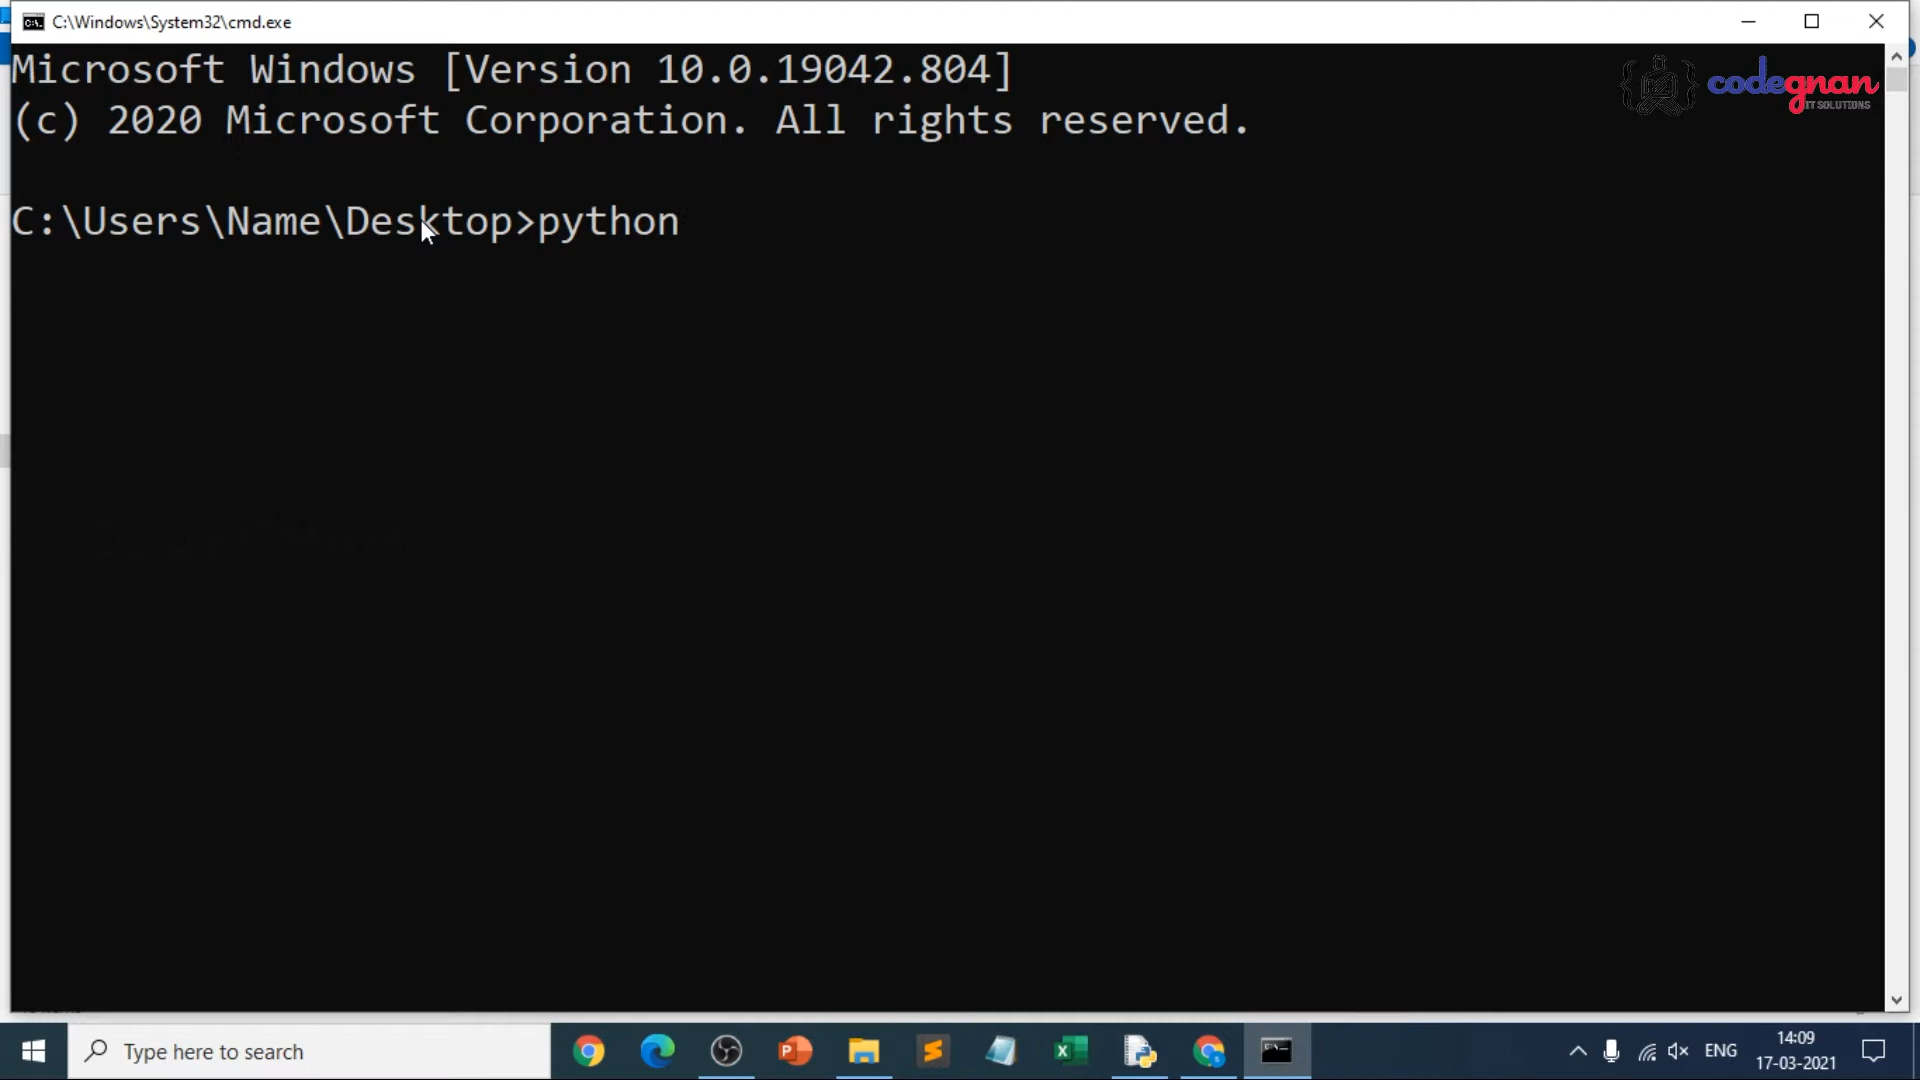 C:\Windows\System32\cmd.exe
Microsoft Windows [Version 10.0.19042.804]
(c) 2020 Microsoft Corporation. All rights reserved.
codegnan
IT SOLUTIONS
C:\Users\Name\Desktop>python
Type here to search
ENG
14:09
17-03-2021